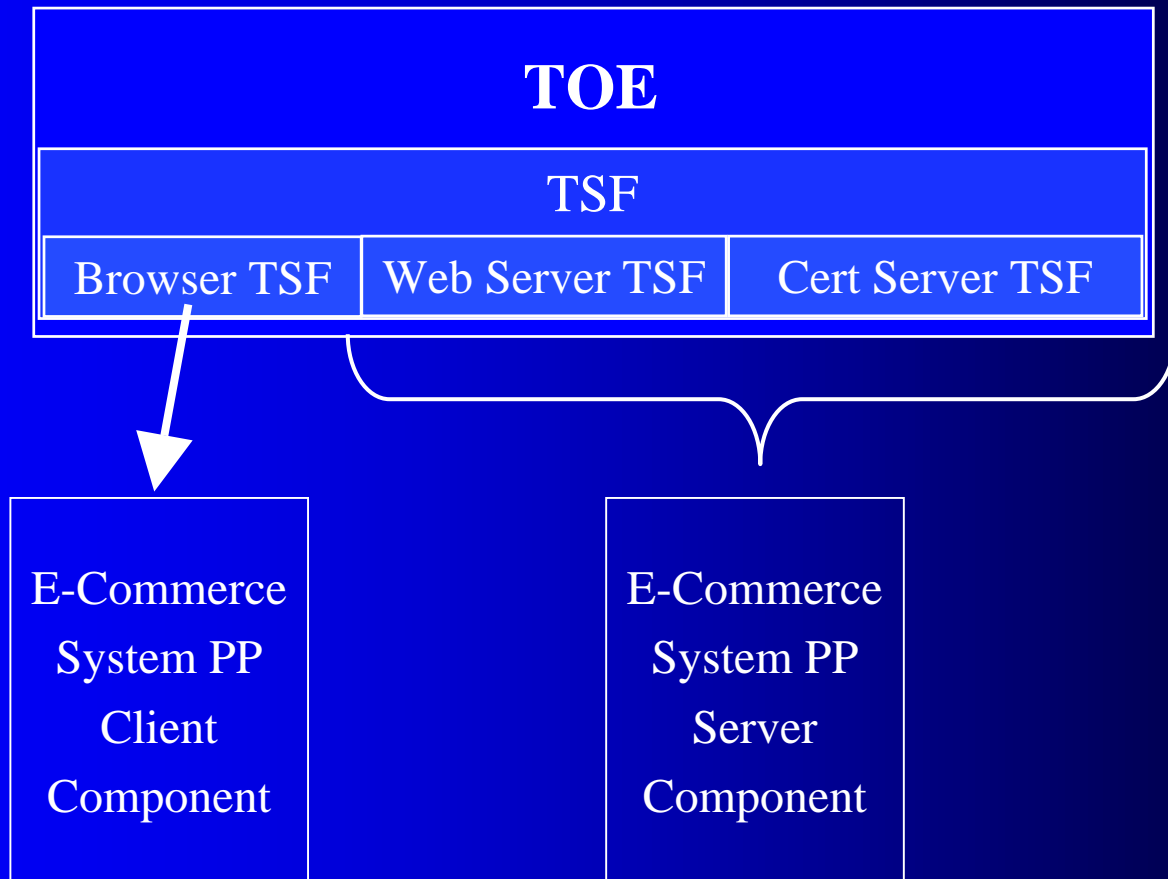 TOE
TSF
Browser TSF
Web Server TSF
Cert Server TSF
E-Commerce
System PP
Client
Component
E-Commerce
System PP
Server
Component